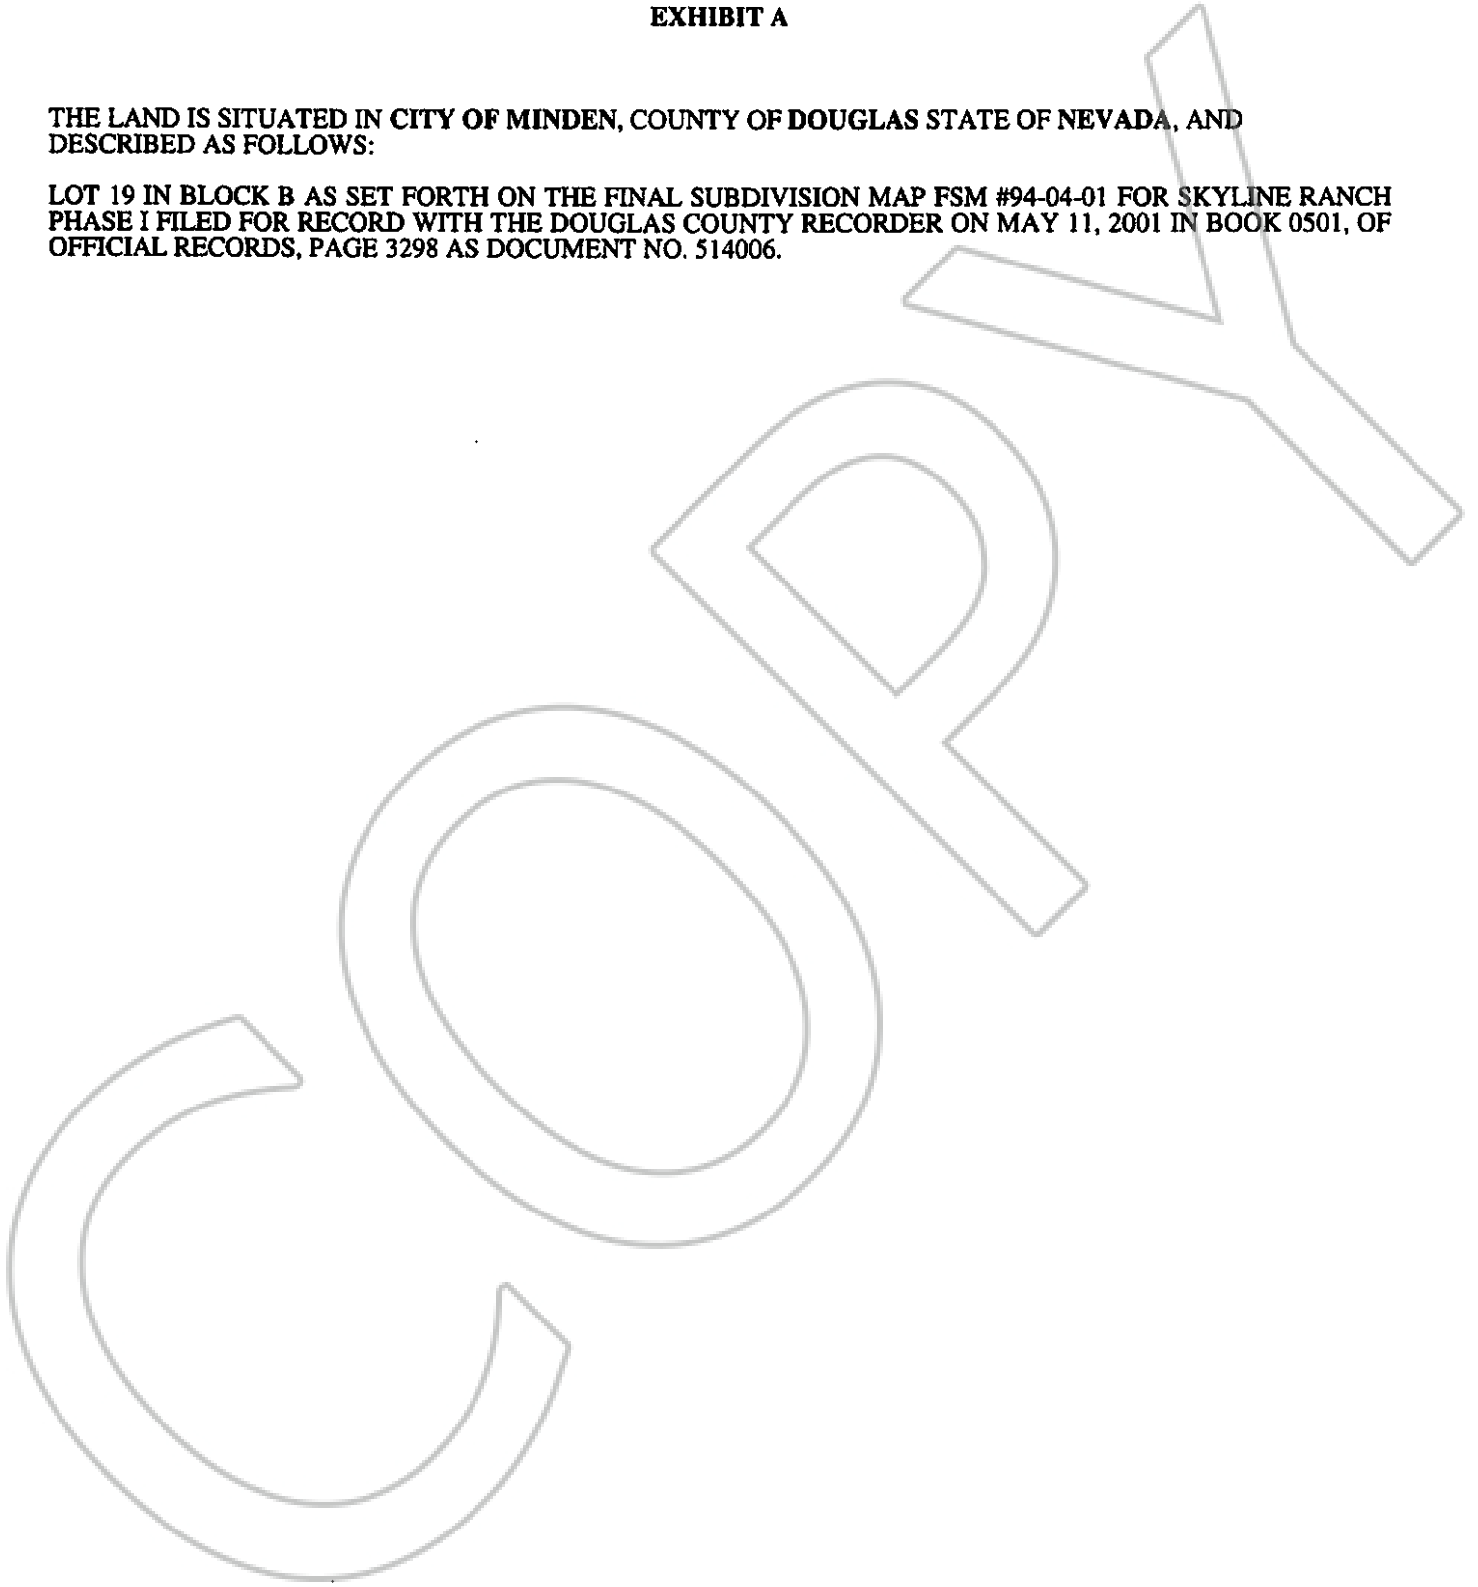 EXHIBIT A
THE LAND IS SITUATED IN CITY OF MINDEN, COUNTY OF DOUGLAS STATE OF NEVADA, AND
DESCRIBED AS FOLLOWS:
LOT 19 IN BLOCK B AS SET FORTH ON THE FINAL SUBDIVISION MAP FSM #94-04-01 FOR SKYLINE RANCH
PHASE I FILED FOR RECORD WITH THE DOUGLAS COUNTY RECORDER ON MAY 11, 2001 IN BOOK 0501, OF
OFFICIAL RECORDS, PAGE 3298 AS DOCUMENT NO. 514006.
COPY